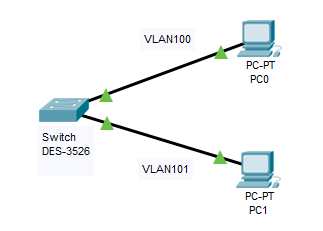 VLAN100
PC-PT
PC0
Switch
DES-3526
VLAN101
PC-PT
PC1